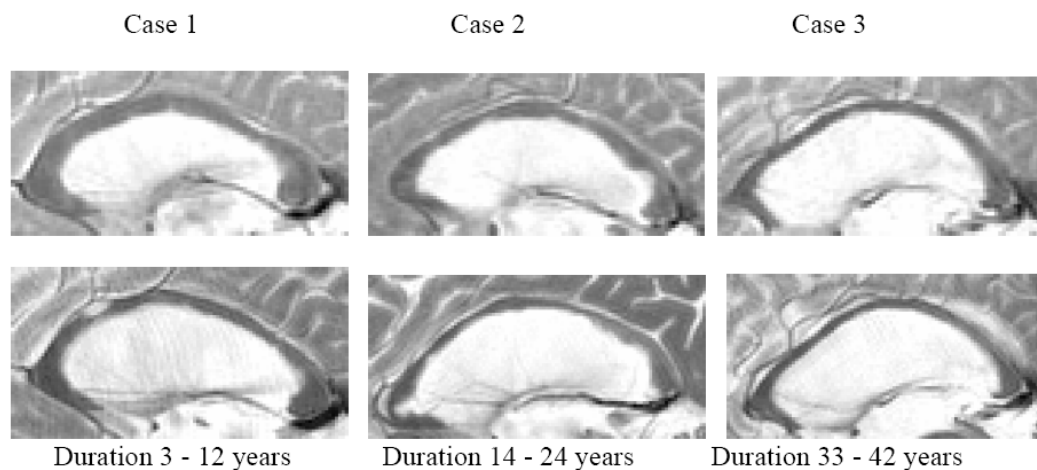 Case 1 Case 2 Case 3
Duration 3 - 12 years Duration 14 - 24 years Duration 33 - 42 years